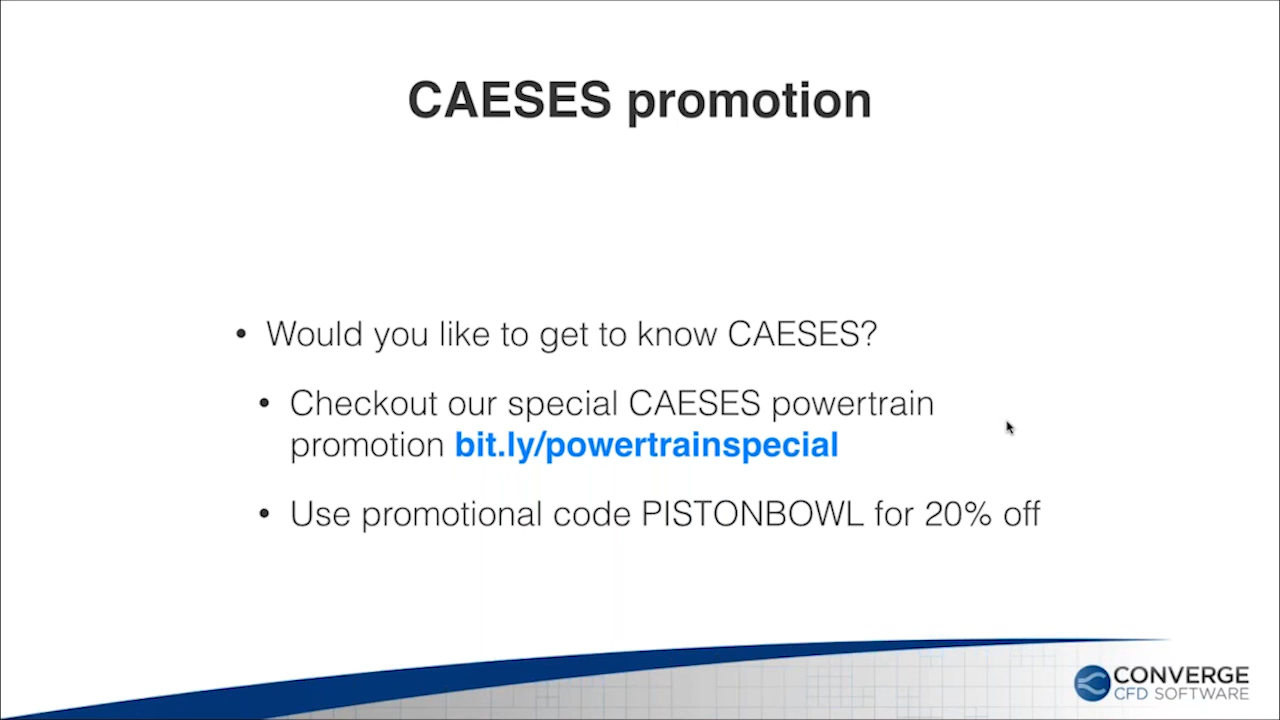 CAESES promotion
• Would you like to get to know CAESES?
• Checkout our special CAESES powertrain
promotion bit.ly/powertrainspecial
• Use promotional code PISTONBOWL for 20% off
CONVERGE
CFD SOFTWARE